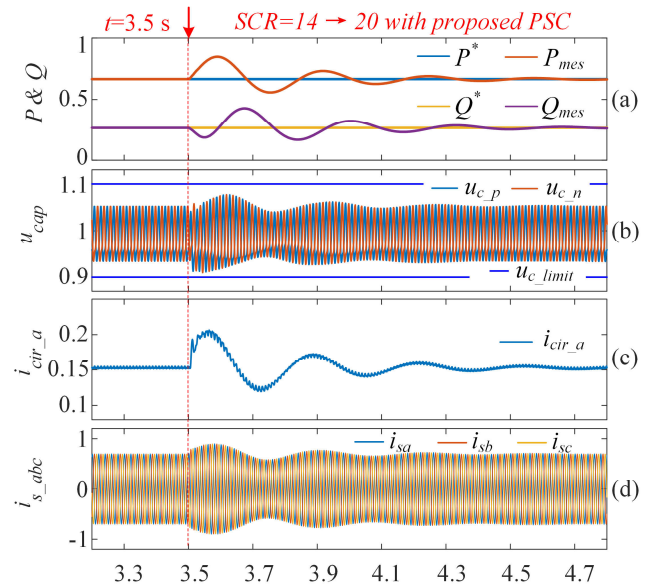 t=3.5 s SCR=14 → 20 with proposed PSC
1
0.5
0
P & Q
P* P_mes
Q* Q_mes
(a)
1.1
1
0.9
u_cap
u_c_p u_c_n
u_c_limit
(b)
0.2
0.15
0.1
i_cir_a
i_cir_a
(c)
1
0
-1
i_s_abc
i_sa i_sb i_sc
(d)
3.3 3.5 3.7 3.9 4.1 4.3 4.5 4.7